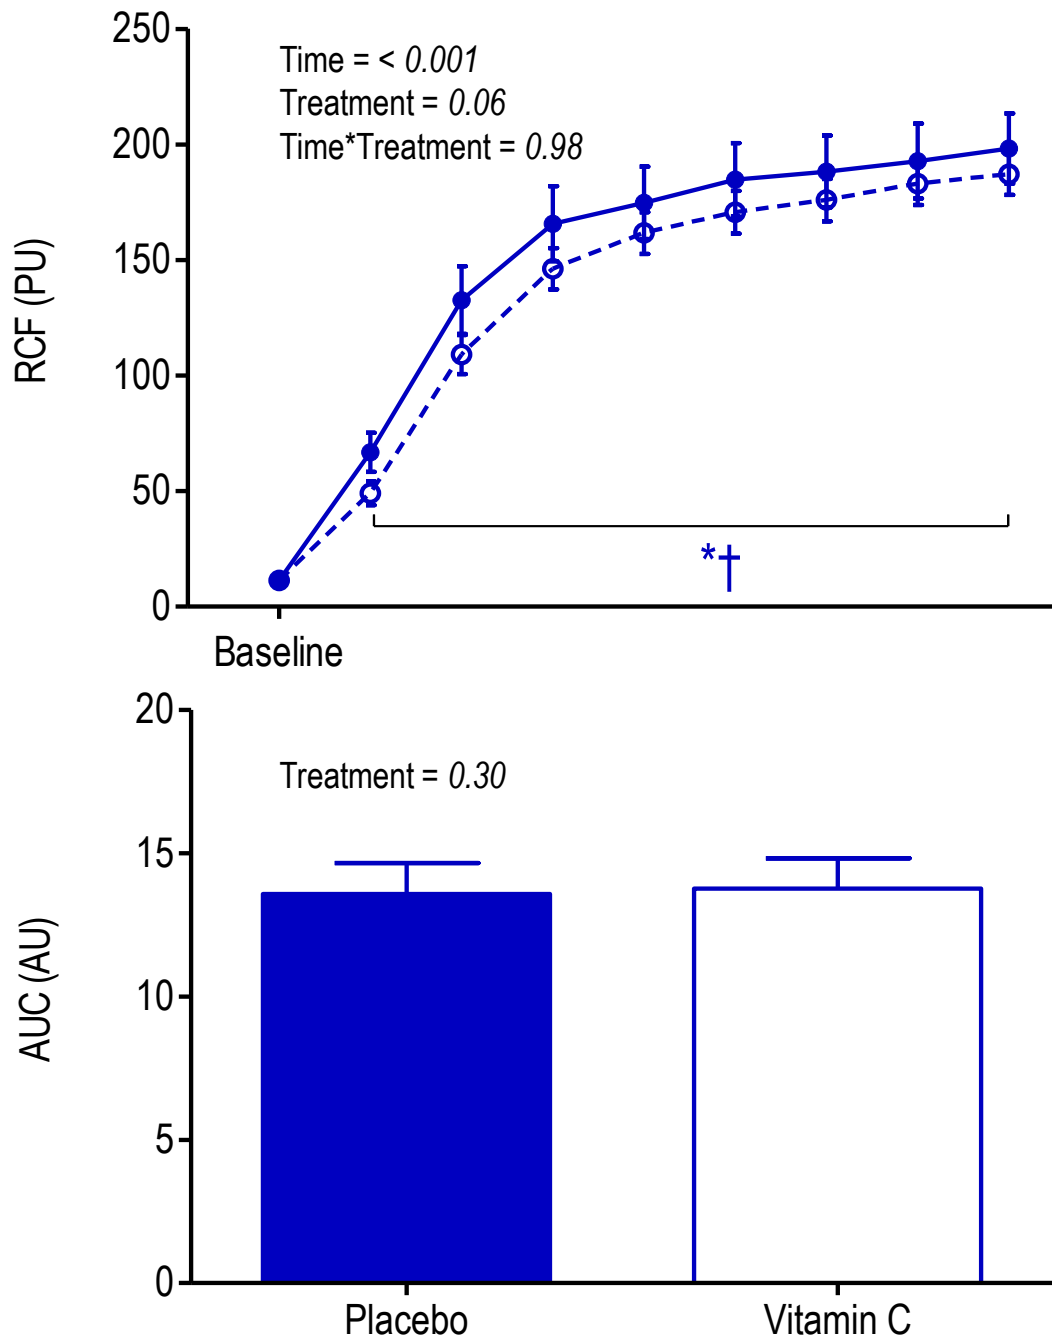 250
Time = < 0.001
Treatment = 0.06
Time*Treatment = 0.98
200
150
RCF (PU)
100
50
*†
0
Baseline
20
Treatment = 0.30
15
10
AUC (AU)
5
0
Placebo Vitamin C